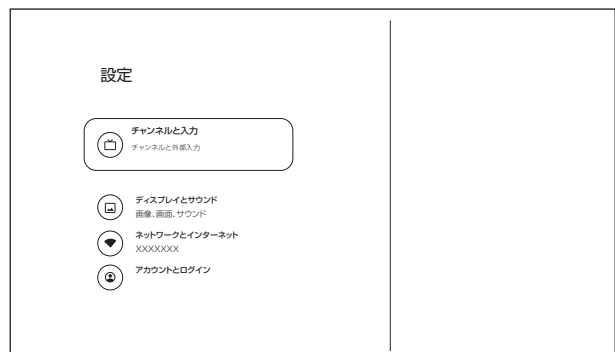 設定
チャンネルと入力
チャンネルと外部入力
ディスプレイとサウンド
画像、画面、サウンド
ネットワークとインターネット
XXXXXXX
アカウントとログイン